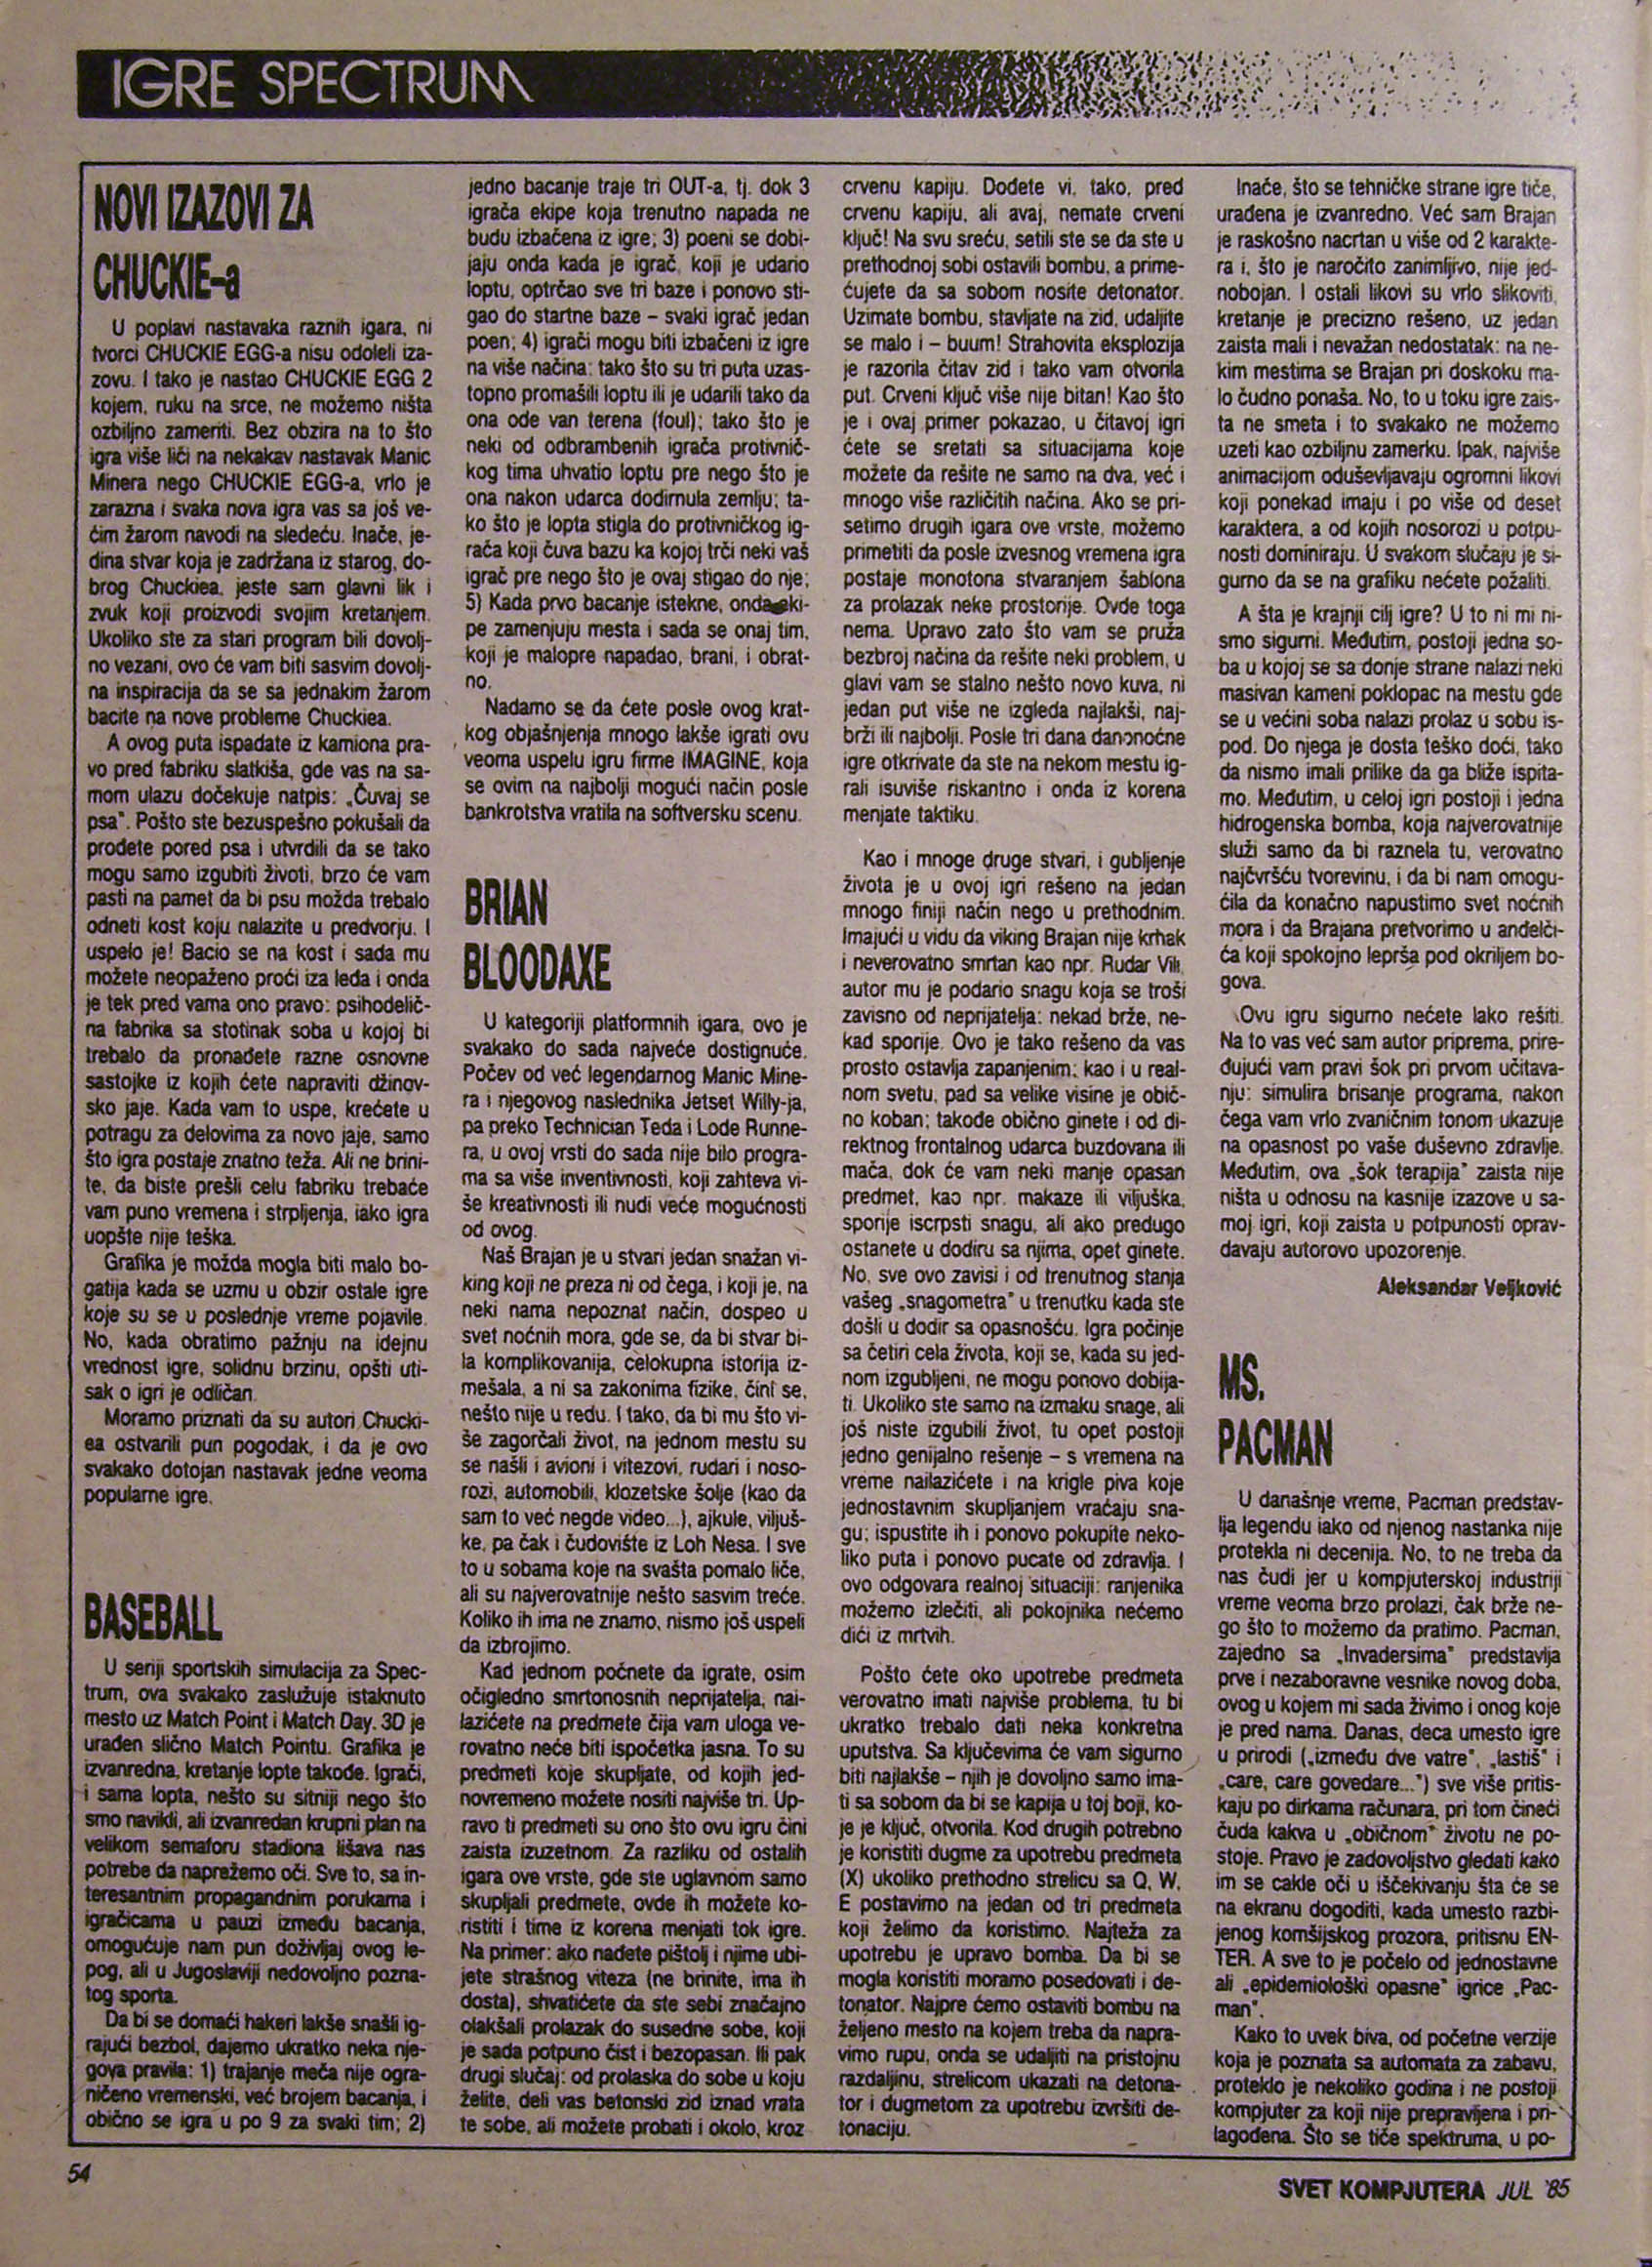 IGRE SPECTRUM
NOVI IZAZOVI ZA
CHUCKIE-a
U poplavi nastavaka raznih igara, ni
tvorci CHUCKIE EGG-a nisu odoleli iza-
zovu. I tako je nastao CHUCKIE EGG 2
kojem, ruku na srce, ne možemo ništa
ozbiljno zameriti. Bez obzira na to što
igra više liči na nekakav nastavak Manic
Minera nego CHUCKIE EGG-a, vrlo je
zarazna i svaka nova igra vas sa još ve-
ćim žarom navodi na sledeću. Inače, je-
dina stvar koja je zadržana iz starog, do-
brog Chuckiea, jeste sam glavni lik i
zvuk koji proizvodi svojim kretanjem.
Ukoliko ste za stari program bili dovolj-
no vezani, ovo će vam biti sasvim dovolj-
na inspiracija da se sa jednakim žarom
bacite na nove probleme Chuckiea.
A ovog puta ispadate iz kamiona pra-
vo pred fabriku slatkiša, gde vas na sa-
mom ulazu dočekuje natpis: „Čuvaj se
psa". Pošto ste bezuspešno pokušali da
prođete pored psa i utvrdili da se tako
mogu samo izgubiti životi, brzo će vam
pasti na pamet da bi psu možda trebalo
odneti kost koju nalazite u predvorju. I
uspelo je! Bacio se na kost i sada mu
možete neopaženo proći iza leđa i onda
je tek pred vama ono pravo: psihodelič-
na fabrika sa stotinak soba u kojoj bi
trebalo da pronađete razne osnovne
sastojke iz kojih ćete napraviti džinov-
sko jaje. Kada vam to uspe, krećete u
potragu za delovima za novo jaje, samo
što igra postaje znatno teža. Ali ne brini-
te, da biste prešli celu fabriku trebaće
vam puno vremena i strpljenja, iako igra
uopšte nije teška.
Grafika je možda mogla biti malo bo-
gatija kada se uzmu u obzir ostale igre
koje su se u poslednje vreme pojavile.
No, kada obratimo pažnju na idejnu
vrednost igre, solidnu brzinu, opšti uti-
sak o igri je odličan.
Moramo priznati da su autori Chucki-
ea ostvarili pun pogodak, i da je ovo
svakako dotojan nastavak jedne veoma
popularne igre.
BASEBALL
U seriji sportskih simulacija za Spec-
trum, ova svakako zaslužuje istaknuto
mesto uz Match Point i Match Day. 3D je
urađen slično Match Pointu. Grafika je
izvanredna, kretanje lopte takođe. Igrači,
i sama lopta, nešto su sitniji nego što
smo navikli, ali izvanredan krupni plan na
velikom semaforu stadiona lišava nas
potrebe da naprežemo oči. Sve to, sa in-
teresantnim propagandnim porukama i
igračicama u pauzi između bacanja,
omogućuje nam pun doživljaj ovog le-
pog, ali u Jugoslaviji nedovoljno pozna-
tog sporta.
Da bi se domaći hakeri lakše snašli ig-
rajući bezbol, dajemo ukratko neka nje-
gova pravila: 1) trajanje meča nije ogra-
ničeno vremenski, već brojem bacanja, i
obično se igra u po 9 za svaki tim; 2)
jedno bacanje traje tri OUT-a, tj. dok 3
igrača ekipe koja trenutno napada ne
budu izbačena iz igre; 3) poeni se dobi-
jaju onda kada je igrač, koji je udario
loptu, optrčao sve tri baze i ponovo sti-
gao do startne baze – svaki igrač jedan
poen; 4) igrači mogu biti izbačeni iz igre
na više načina: tako što su tri puta uzas-
topno promašili loptu ili je udarili tako da
ona ode van terena (foul); tako što je
neki od odbrambenih igrača protivnič-
kog tima uhvatio loptu pre nego što je
ona nakon udarca dodirnula zemlju; ta-
ko što je lopta stigla do protivničkog ig-
rača koji čuva bazu ka kojoj trči neki vaš
igrač pre nego što je ovaj stigao do nje;
5) Kada prvo bacanje istekne, onda eki-
pe zamenjuju mesta i sada se onaj tim,
koji je malopre napadao, brani, i obrat-
no.
Nadamo se da ćete posle ovog krat-
kog objašnjenja mnogo lakše igrati ovu
veoma uspelu igru firme IMAGINE, koja
se ovim na najbolji mogući način posle
bankrotstva vratila na softversku scenu.
BRIAN
BLOODAXE
U kategoriji platformnih igara, ovo je
svakako do sada najveće dostignuće.
Počev od već legendarnog Manic Mine-
ra i njegovog naslednika Jetset Willy-ja,
pa preko Technician Teda i Lode Runne-
ra, u ovoj vrsti do sada nije bilo progra-
ma sa više inventivnosti, koji zahteva vi-
še kreativnosti ili nudi veće mogućnosti
od ovog.
Naš Brajan je u stvari jedan snažan vi-
king koji ne preza ni od čega, i koji je, na
neki nama nepoznat način, dospeo u
svet noćnih mora, gde se, da bi stvar bi-
la komplikovanija, celokupna istorija iz-
mešala, a ni sa zakonima fizike, čini se,
nešto nije u redu. I tako, da bi mu što vi-
še zagorčali život, na jednom mestu su
se našli i avioni i vitezovi, rudari i noso-
rozi, automobili, klozetske šolje (kao da
sam to već negde video...), ajkule, viljuš-
ke, pa čak i čudovište iz Loh Nesa. I sve
to u sobama koje na svašta pomalo liče,
ali su najverovatnije nešto sasvim treće.
Koliko ih ima ne znamo, nismo još uspeli
da izbrojimo.
Kad jednom počnete da igrate, osim
očigledno smrtonosnih neprijatelja, nai-
lazićete na predmete čija vam uloga ve-
rovatno neće biti ispočetka jasna. To su
predmeti koje skupljate, od kojih jed-
novremeno možete nositi najviše tri. Up-
ravo ti predmeti su ono što ovu igru čini
zaista izuzetnom. Za razliku od ostalih
igara ove vrste, gde ste uglavnom samo
skupljali predmete, ovde ih možete ko-
ristiti i time iz korena menjati tok igre.
Na primer: ako nađete pištolj i njime ubi-
jete strašnog viteza (ne brinite, ima ih
dosta), shvatićete da ste sebi značajno
olakšali prolazak do susedne sobe, koji
je sada potpuno čist i bezopasan. Ili pak
drugi slučaj: od prolaska do sobe u koju
želite, deli vas betonski zid iznad vrata
te sobe, ali možete probati i okolo, kroz
crvenu kapiju. Dođete vi, tako, pred
crvenu kapiju, ali avaj, nemate crveni
ključ! Na svu sreću, setili ste se da ste u
prethodnoj sobi ostavili bombu, a prime-
ćujete da sa sobom nosite detonator.
Uzimate bombu, stavljate na zid, udaljite
se malo i – buum! Strahovita eksplozija
je razorila čitav zid i tako vam otvorila
put. Crveni ključ više nije bitan! Kao što
je i ovaj primer pokazao, u čitavoj igri
ćete se sretati sa situacijama koje
možete da rešite ne samo na dva, već i
mnogo više različitih načina. Ako se pri-
setimo drugih igara ove vrste, možemo
primetiti da posle izvesnog vremena igra
postaje monotona stvaranjem šablona
za prolazak neke prostorije. Ovde toga
nema. Upravo zato što vam se pruža
bezbroj načina da rešite neki problem, u
glavi vam se stalno nešto novo kuva, ni
jedan put više ne izgleda najlakši, naj-
brži ili najbolji. Posle tri dana danonoćne
igre otkrivate da ste na nekom mestu ig-
rali isuviše riskantno i onda iz korena
menjate taktiku.
Kao i mnoge druge stvari, i gubljenje
života je u ovoj igri rešeno na jedan
mnogo finiji način nego u prethodnim.
Imajući u vidu da viking Brajan nije krhak
i neverovatno smrtan kao npr. Rudar Vili,
autor mu je podario snagu koja se troši
zavisno od neprijatelja: nekad brže, ne-
kad sporije. Ovo je tako rešeno da vas
prosto ostavlja zapanjenim: kao i u real-
nom svetu, pad sa velike visine je obič-
no koban; takođe obično ginete i od di-
rektnog frontalnog udarca buzdovana ili
mača, dok će vam neki manje opasan
predmet, kao npr. makaze ili viljuška,
sporije iscrpsti snagu, ali ako predugo
ostanete u dodiru sa njima, opet ginete.
No, sve ovo zavisi i od trenutnog stanja
vašeg „snagometra" u trenutku kada ste
došli u dodir sa opasnošću. Igra počinje
sa četiri cela života, koji se, kada su jed-
nom izgubljeni, ne mogu ponovo dobija-
ti. Ukoliko ste samo na izmaku snage, ali
još niste izgubili život, tu opet postoji
jedno genijalno rešenje – s vremena na
vreme nailazićete i na krigle piva koje
jednostavnim skupljanjem vraćaju sna-
gu; ispustite ih i ponovo pokupite neko-
liko puta i ponovo pucate od zdravlja. I
ovo odgovara realnoj situaciji: ranjenika
možemo izlečiti, ali pokojnika nećemo
dići iz mrtvih.
Pošto ćete oko upotrebe predmeta
verovatno imati najviše problema, tu bi
ukratko trebalo dati neka konkretna
uputstva. Sa ključevima će vam sigurno
biti najlakše – njih je dovoljno samo ima-
ti sa sobom da bi se kapija u toj boji, ko-
je je ključ, otvorila. Kod drugih potrebno
je koristiti dugme za upotrebu predmeta
(X) ukoliko prethodno strelicu sa Q, W,
E postavimo na jedan od tri predmeta
koji želimo da koristimo. Najteža za
upotrebu je upravo bomba. Da bi se
mogla koristiti moramo posedovati i de-
tonator. Najpre ćemo ostaviti bombu na
željeno mesto na kojem treba da napra-
vimo rupu, onda se udaljiti na pristojnu
razdaljinu, strelicom ukazati na detona-
tor i dugmetom za upotrebu izvršiti de-
tonaciju.
Inače, što se tehničke strane igre tiče,
urađena je izvanredno. Već sam Brajan
je raskošno nacrtan u više od 2 karakte-
ra i, što je naročito zanimljivo, nije jed-
nobojan. I ostali likovi su vrlo slikoviti,
kretanje je precizno rešeno, uz jedan
zaista mali i nevažan nedostatak: na ne-
kim mestima se Brajan pri doskoku ma-
lo čudno ponaša. No, to u toku igre zais-
ta ne smeta i to svakako ne možemo
uzeti kao ozbiljnu zamerku. Ipak, najviše
animacijom oduševljavaju ogromni likovi
koji ponekad imaju i po više od deset
karaktera, a od kojih nosorozi u potpu-
nosti dominiraju. U svakom slučaju je si-
gurno da se na grafiku nećete požaliti.
A šta je krajnji cilj igre? U to ni mi ni-
smo sigurni. Međutim, postoji jedna so-
ba u kojoj se sa donje strane nalazi neki
masivan kameni poklopac na mestu gde
se u većini soba nalazi prolaz u sobu is-
pod. Do njega je dosta teško doći, tako
da nismo imali prilike da ga bliže ispita-
mo. Međutim, u celoj igri postoji i jedna
hidrogenska bomba, koja najverovatnije
služi samo da bi raznela tu, verovatno
najčvršću tvorevinu, i da bi nam omogu-
ćila da konačno napustimo svet noćnih
mora i da Brajana pretvorimo u anđelči-
ća koji spokojno leprša pod okriljem bo-
gova.
Ovu igru sigurno nećete lako rešiti.
Na to vas već sam autor priprema, prire-
đujući vam pravi šok pri prvom učitava-
nju: simulira brisanje programa, nakon
čega vam vrlo zvaničnim tonom ukazuje
na opasnost po vaše duševno zdravlje.
Međutim, ova „šok terapija" zaista nije
ništa u odnosu na kasnije izazove u sa-
moj igri, koji zaista u potpunosti oprav-
davaju autorovo upozorenje.
Aleksandar Veljković
MS.
PACMAN
U današnje vreme, Pacman predstav-
lja legendu iako od njenog nastanka nije
protekla ni decenija. No, to ne treba da
nas čudi jer u kompjuterskoj industriji
vreme veoma brzo prolazi, čak brže ne-
go što to možemo da pratimo. Pacman,
zajedno sa „Invadersima" predstavlja
prve i nezaboravne vesnike novog doba,
ovog u kojem mi sada živimo i onog koje
je pred nama. Danas, deca umesto igre
u prirodi („između dve vatre", „lastiš" i
„care, care govedare...") sve više pritis-
kaju po dirkama računara, pri tom čineći
čuda kakva u „običnom" životu ne po-
stoje. Pravo je zadovoljstvo gledati kako
im se cakle oči u iščekivanju šta će se
na ekranu dogoditi, kada umesto razbi-
jenog komšijskog prozora, pritisnu EN-
TER. A sve to je počelo od jednostavne
ali „epidemiološki opasne" igrice „Pac-
man".
Kako to uvek biva, od početne verzije
koja je poznata sa automata za zabavu,
proteklo je nekoliko godina i ne postoji
kompjuter za koji nije prepravljena i pri-
lagođena. Što se tiče spektruma, u po-
54
SVET KOMPJUTERA JUL '85